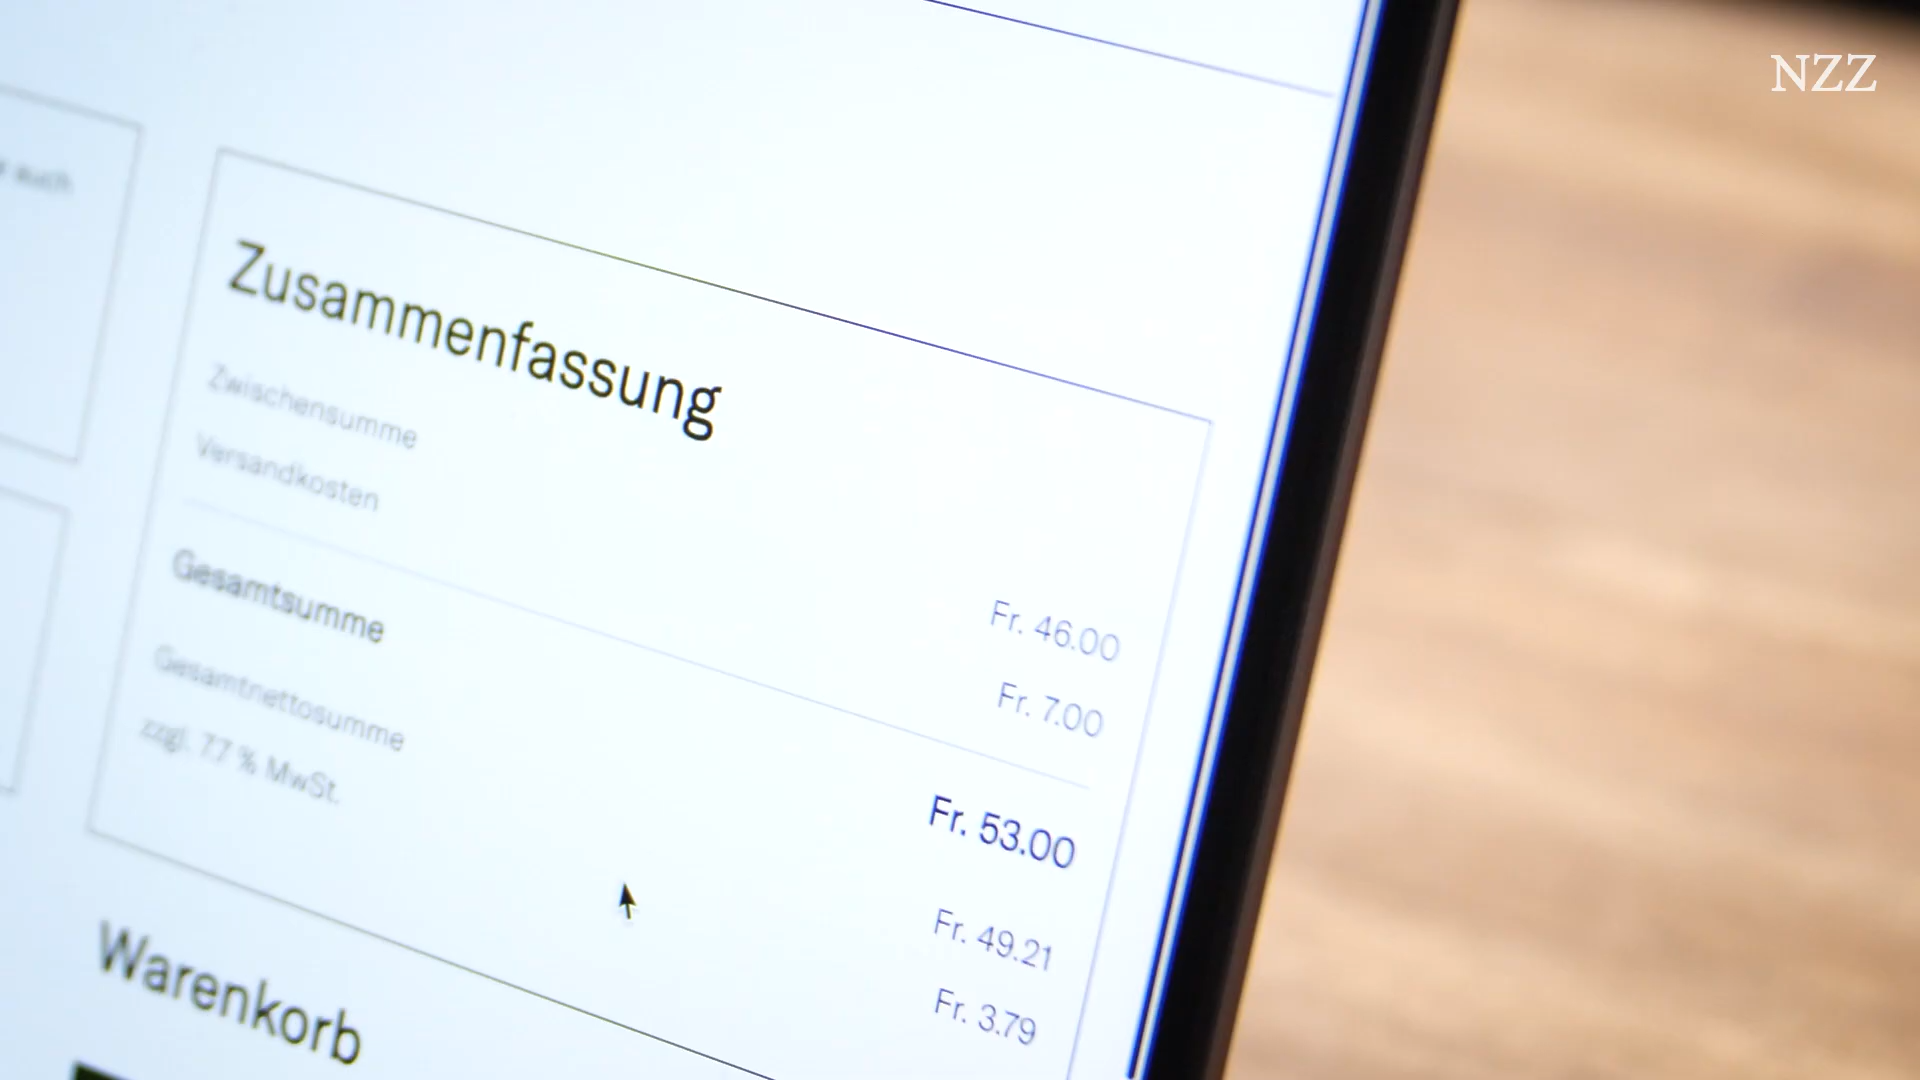 NZZ
auch
Zusammenfassung
Zwischensumme Fr. 46.00
Versandkosten Fr. 7.00
Gesamtsumme Fr. 53.00
Gesamtnettosumme Fr. 49.21
zzgl. 7.7 % MwSt. Fr. 3.79
Warenkorb